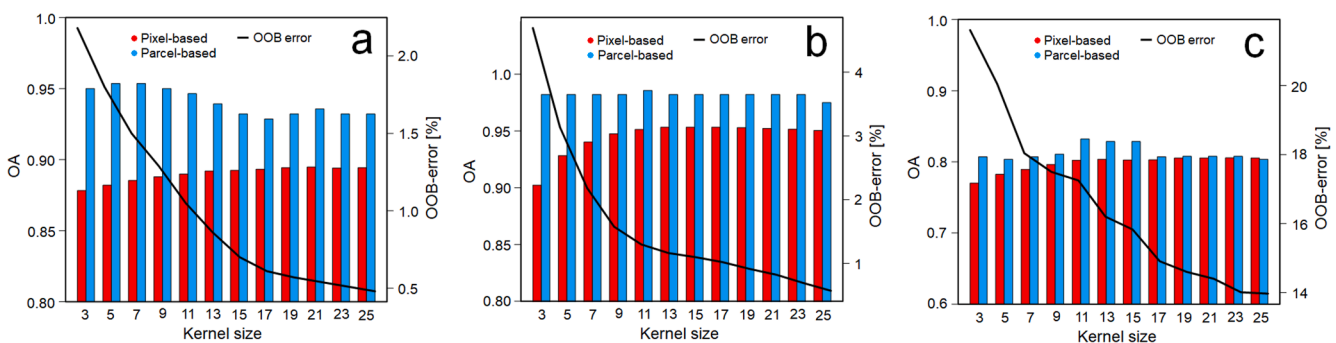 a
Pixel-based
Parcel-based
OOB error
1.0
0.95
0.90
0.85
0.80
OA
2.0
1.5
1.0
0.5
OOB-error [%]
3 5 7 9 11 13 15 17 19 21 23 25
Kernel size
b
Pixel-based
Parcel-based
OOB error
1.0
0.95
0.90
0.85
0.80
OA
4
3
2
1
OOB-error [%]
3 5 7 9 11 13 15 17 19 21 23 25
Kernel size
c
Pixel-based
Parcel-based
OOB error
1.0
0.9
0.8
0.7
0.6
OA
20
18
16
14
OOB-error [%]
3 5 7 9 11 13 15 17 19 21 23 25
Kernel size